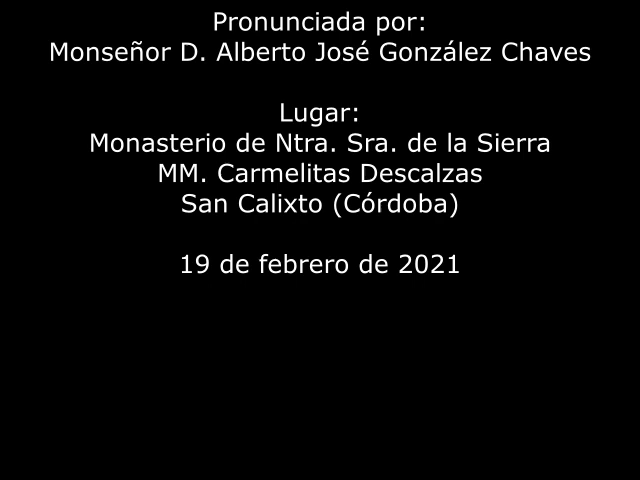 Pronunciada por:
Monseñor D. Alberto José González Chaves
Lugar:
Monasterio de Ntra. Sra. de la Sierra
MM. Carmelitas Descalzas
San Calixto (Córdoba)
19 de febrero de 2021